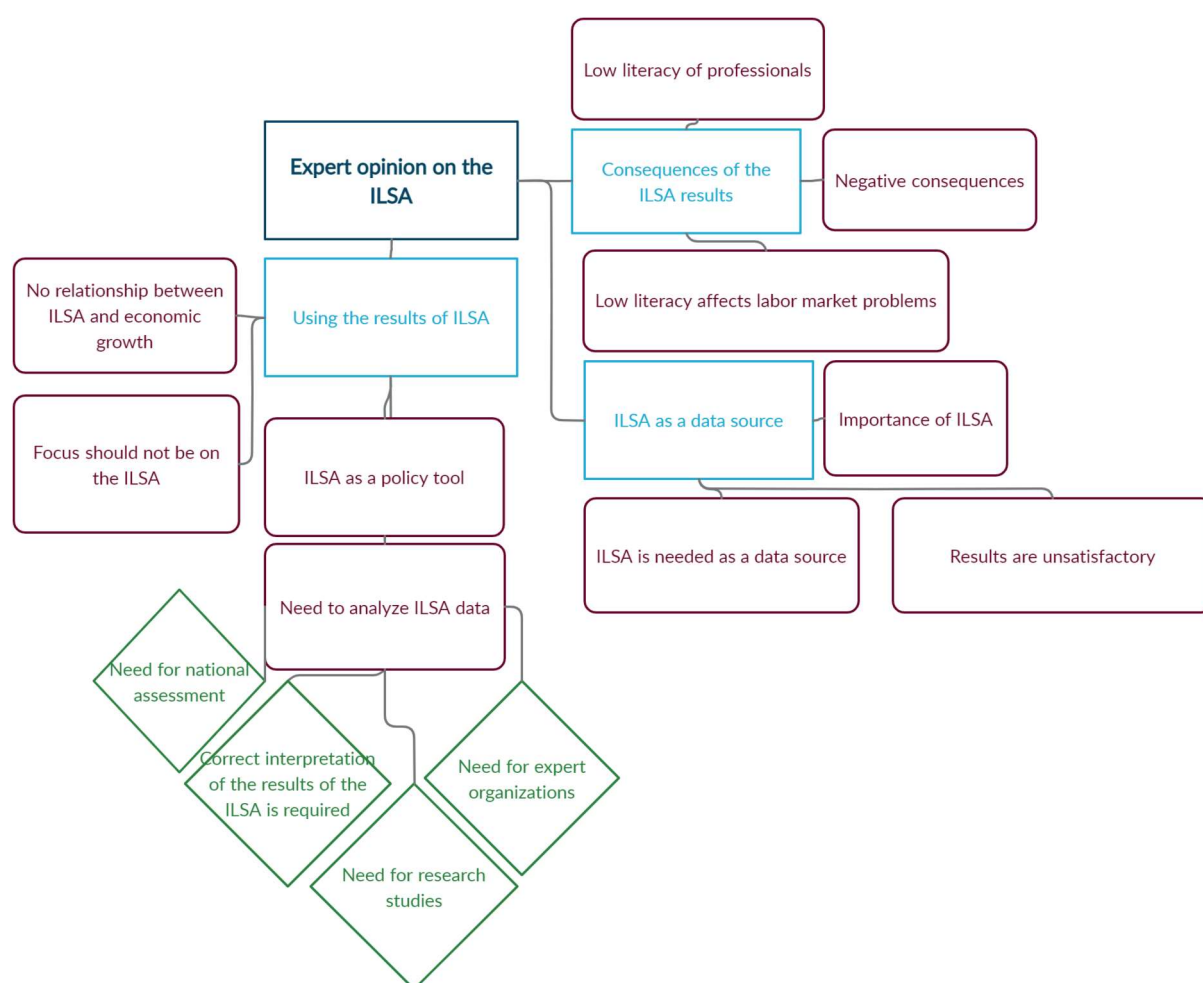 Low literacy of professionals
Expert opinion on the
ILSA
Consequences of the
ILSA results
Negative consequences
No relationship between
ILSA and economic
growth
Using the results of ILSA
Low literacy affects labor market problems
Focus should not be on
the ILSA
ILSA as a policy tool
ILSA as a data source
Importance of ILSA
ILSA is needed as a data source
Results are unsatisfactory
Need to analyze ILSA data
Need for national
assessment
Correct interpretation
of the results of the
ILSA is required
Need for expert
organizations
Need for research
studies